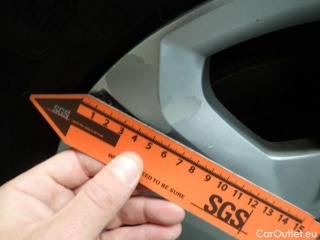 SGS
1 2 3 4 5 6 7 8 9 10 11 12 13 14 15
NEED TO BE SURE
SGS
CarOutlet.eu